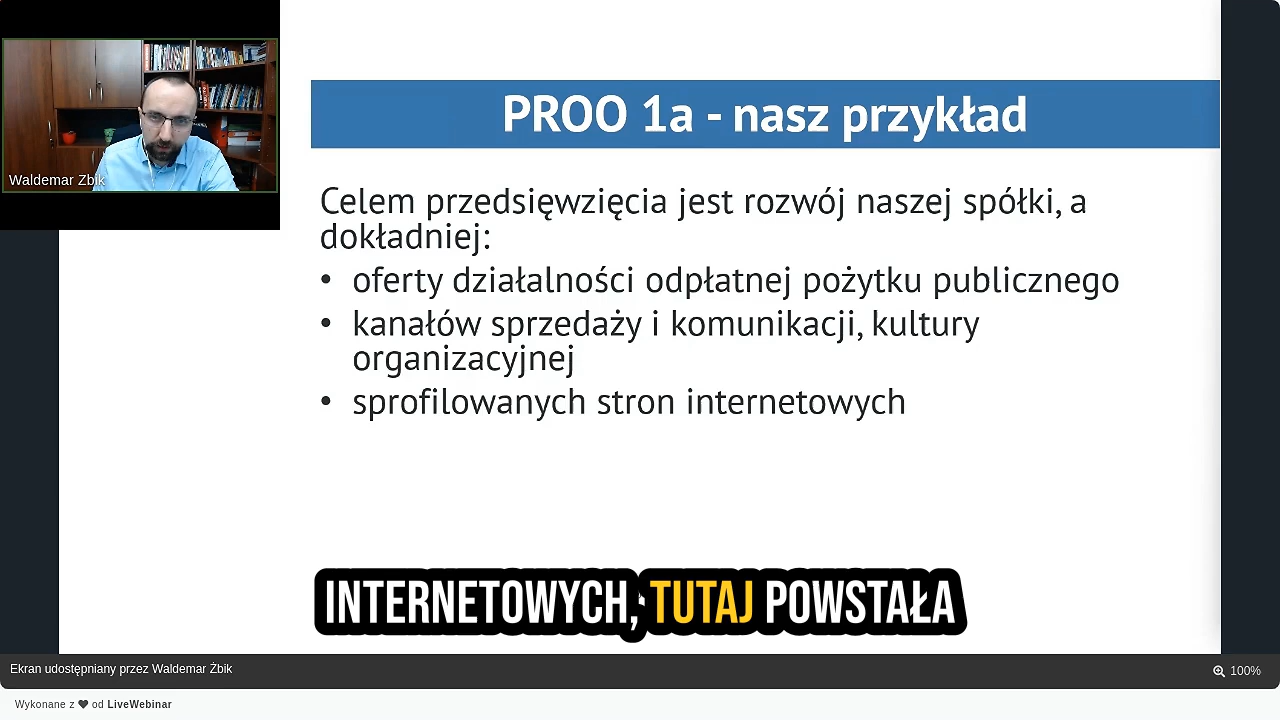 PROO 1a - nasz przykład
Waldemar Żbik
Celem przedsięwzięcia jest rozwój naszej spółki, a
dokładniej:
• oferty działalności odpłatnej pożytku publicznego
• kanałów sprzedaży i komunikacji, kultury
organizacyjnej
• sprofilowanych stron internetowych
INTERNETOWYCH, TUTAJ POWSTAŁA
Ekran udostępniany przez Waldemar Żbik
100%
Wykonane z ❤ od LiveWebinar